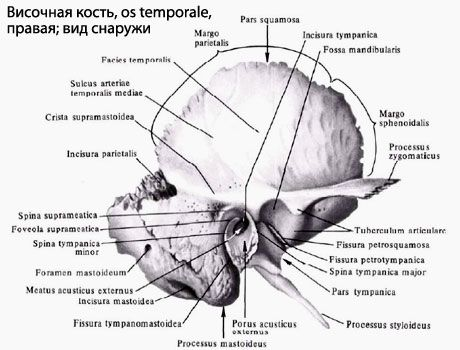 Височная кость, os temporale,
правая; вид снаружи
Pars squamosa
Incisura tympanica
Fossa mandibularis
Margo
parietalis
Facies temporalis
Sulcus arteriae
temporalis mediae
Crista supramastoidea
Incisura parietalis
Margo
sphenoidalis
Processus
zygomaticus
Spina suprameatica
Foveola suprameatica
Spina tympanica
minor
Foramen mastoideum
Meatus acusticus externus
Incisura mastoidea
Fissura tympanomastoidea
Processus mastoideus
Porus acusticus
externus
Tuberculum articulare
Fissura petrosquamosa
Fissura petrotympanica
Spina tympanica major
Pars tympanica
Processus styloideus